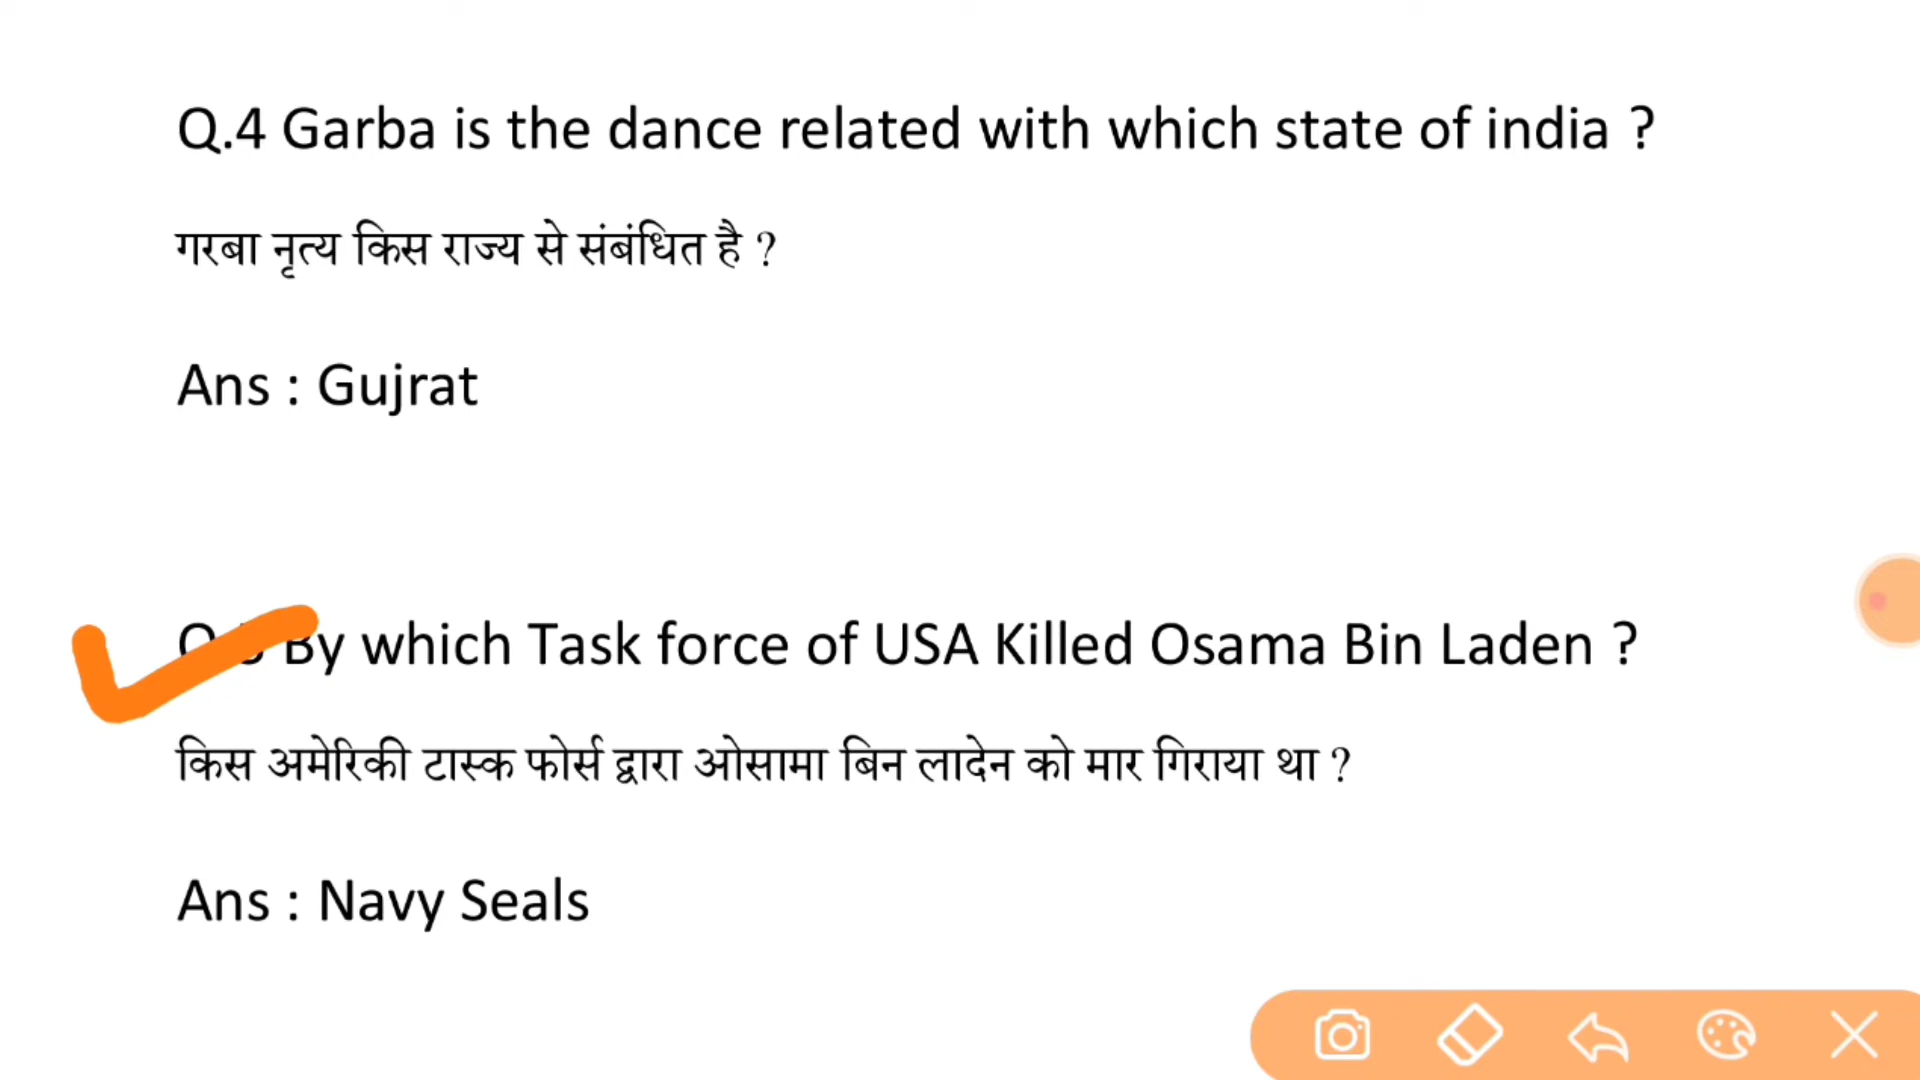 Q.4 Garba is the dance related with which state of india ?
गरबा नृत्य किस राज्य से संबंधित है ?
Ans : Gujrat
By which Task force of USA Killed Osama Bin Laden ?
किस अमेरिकी टास्क फोर्स द्वारा ओसामा बिन लादेन को मार गिराया था ?
Ans : Navy Seals